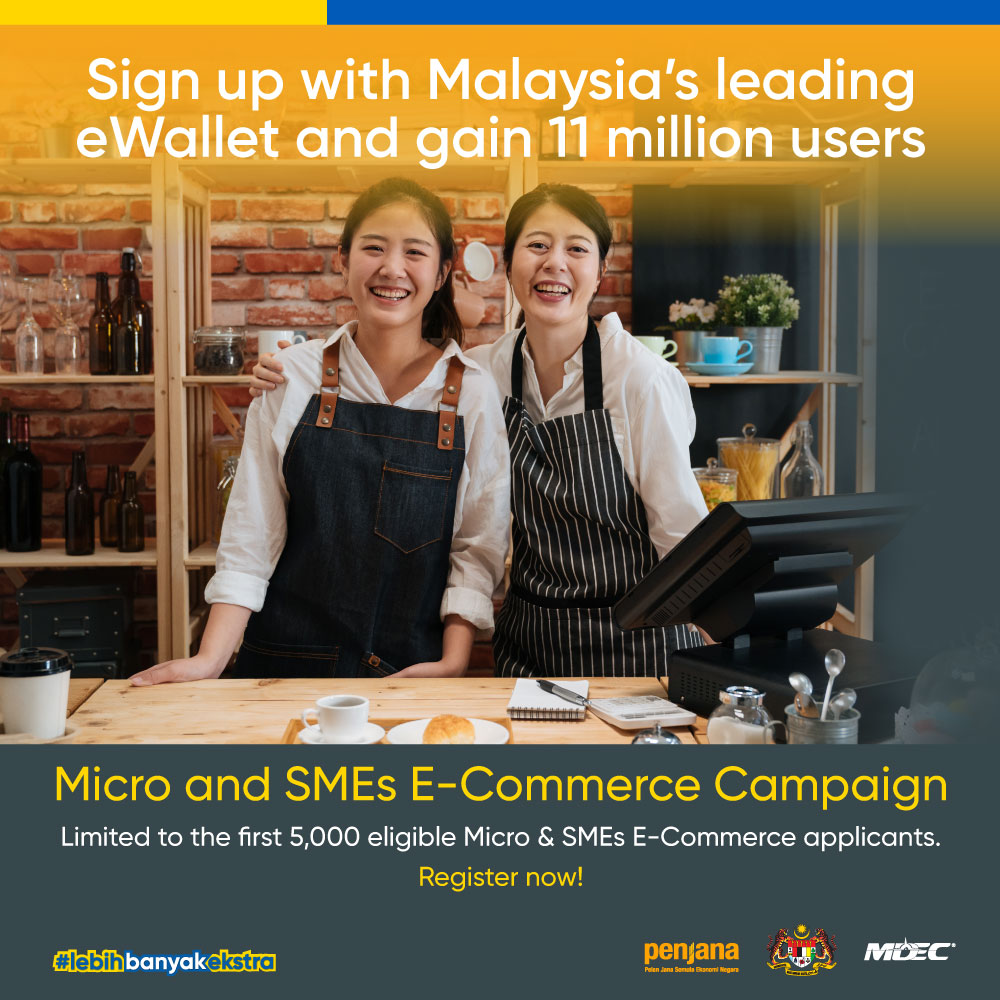 Sign up with Malaysia's leading
eWallet and gain 11 million users
Micro and SMEs E-Commerce Campaign
Limited to the first 5,000 eligible Micro & SMEs E-Commerce applicants.
Register now!
#lebihbanyakekstra
penjana
Pelan Jana Semula Ekonomi Negara
MDEC